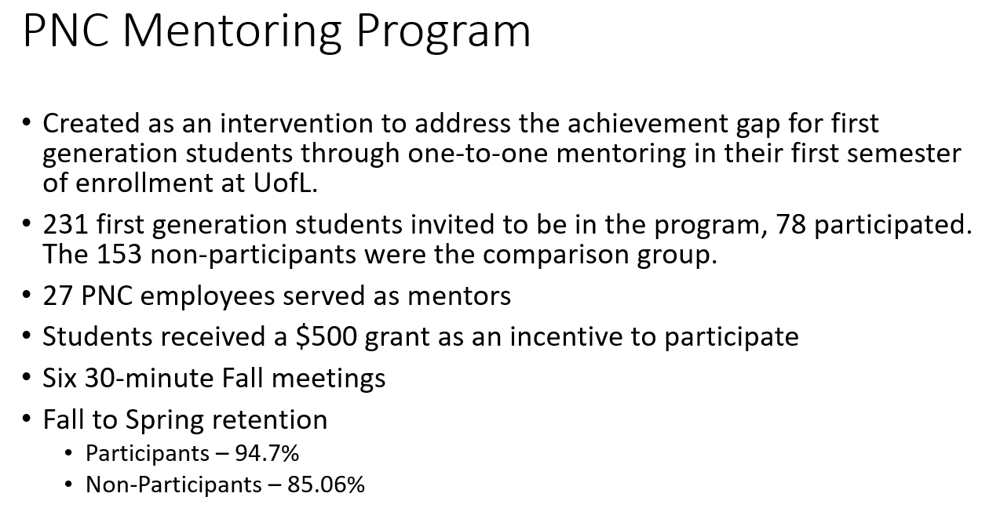 PNC Mentoring Program
• Created as an intervention to address the achievement gap for first
generation students through one-to-one mentoring in their first semester
of enrollment at UofL.
• 231 first generation students invited to be in the program, 78 participated.
The 153 non-participants were the comparison group.
• 27 PNC employees served as mentors
• Students received a $500 grant as an incentive to participate
• Six 30-minute Fall meetings
• Fall to Spring retention
• Participants – 94.7%
• Non-Participants – 85.06%